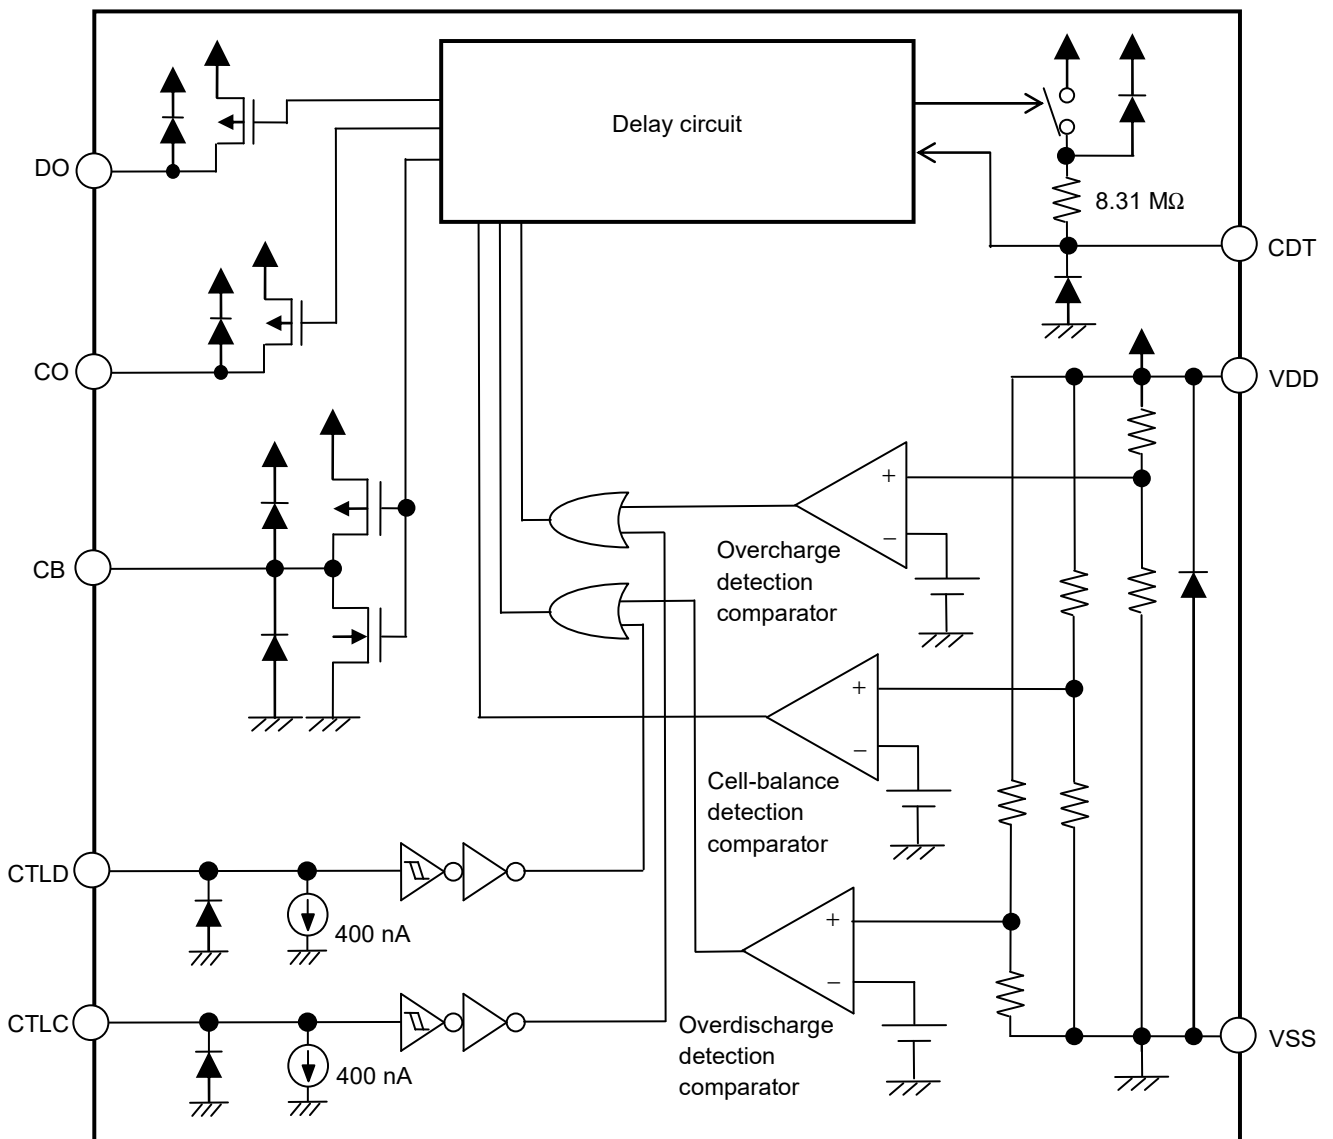 Delay circuit
DO
8.31 MΩ
CDT
CO
VDD
+
−
Overcharge
detection
comparator
CB
+
−
Cell-balance
detection
comparator
CTLD
400 nA
+
−
Overdischarge
detection
comparator
CTLC
400 nA
VSS